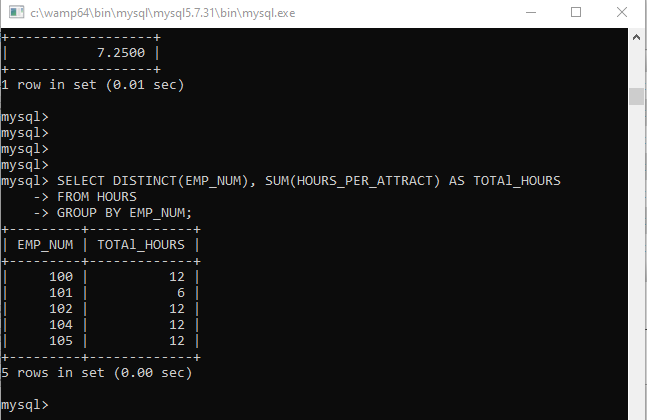 c:\wamp64\bin\mysql\mysql5.7.31\bin\mysql.exe
+------------------+
|           7.2500 |
+------------------+
1 row in set (0.01 sec)
mysql>
mysql>
mysql>
mysql>
mysql> SELECT DISTINCT(EMP_NUM), SUM(HOURS_PER_ATTRACT) AS TOTAl_HOURS
    -> FROM HOURS
    -> GROUP BY EMP_NUM;
+---------+-------------+
| EMP_NUM | TOTAl_HOURS |
+---------+-------------+
|     100 |          12 |
|     101 |           6 |
|     102 |          12 |
|     104 |          12 |
|     105 |          12 |
+---------+-------------+
5 rows in set (0.00 sec)
mysql>